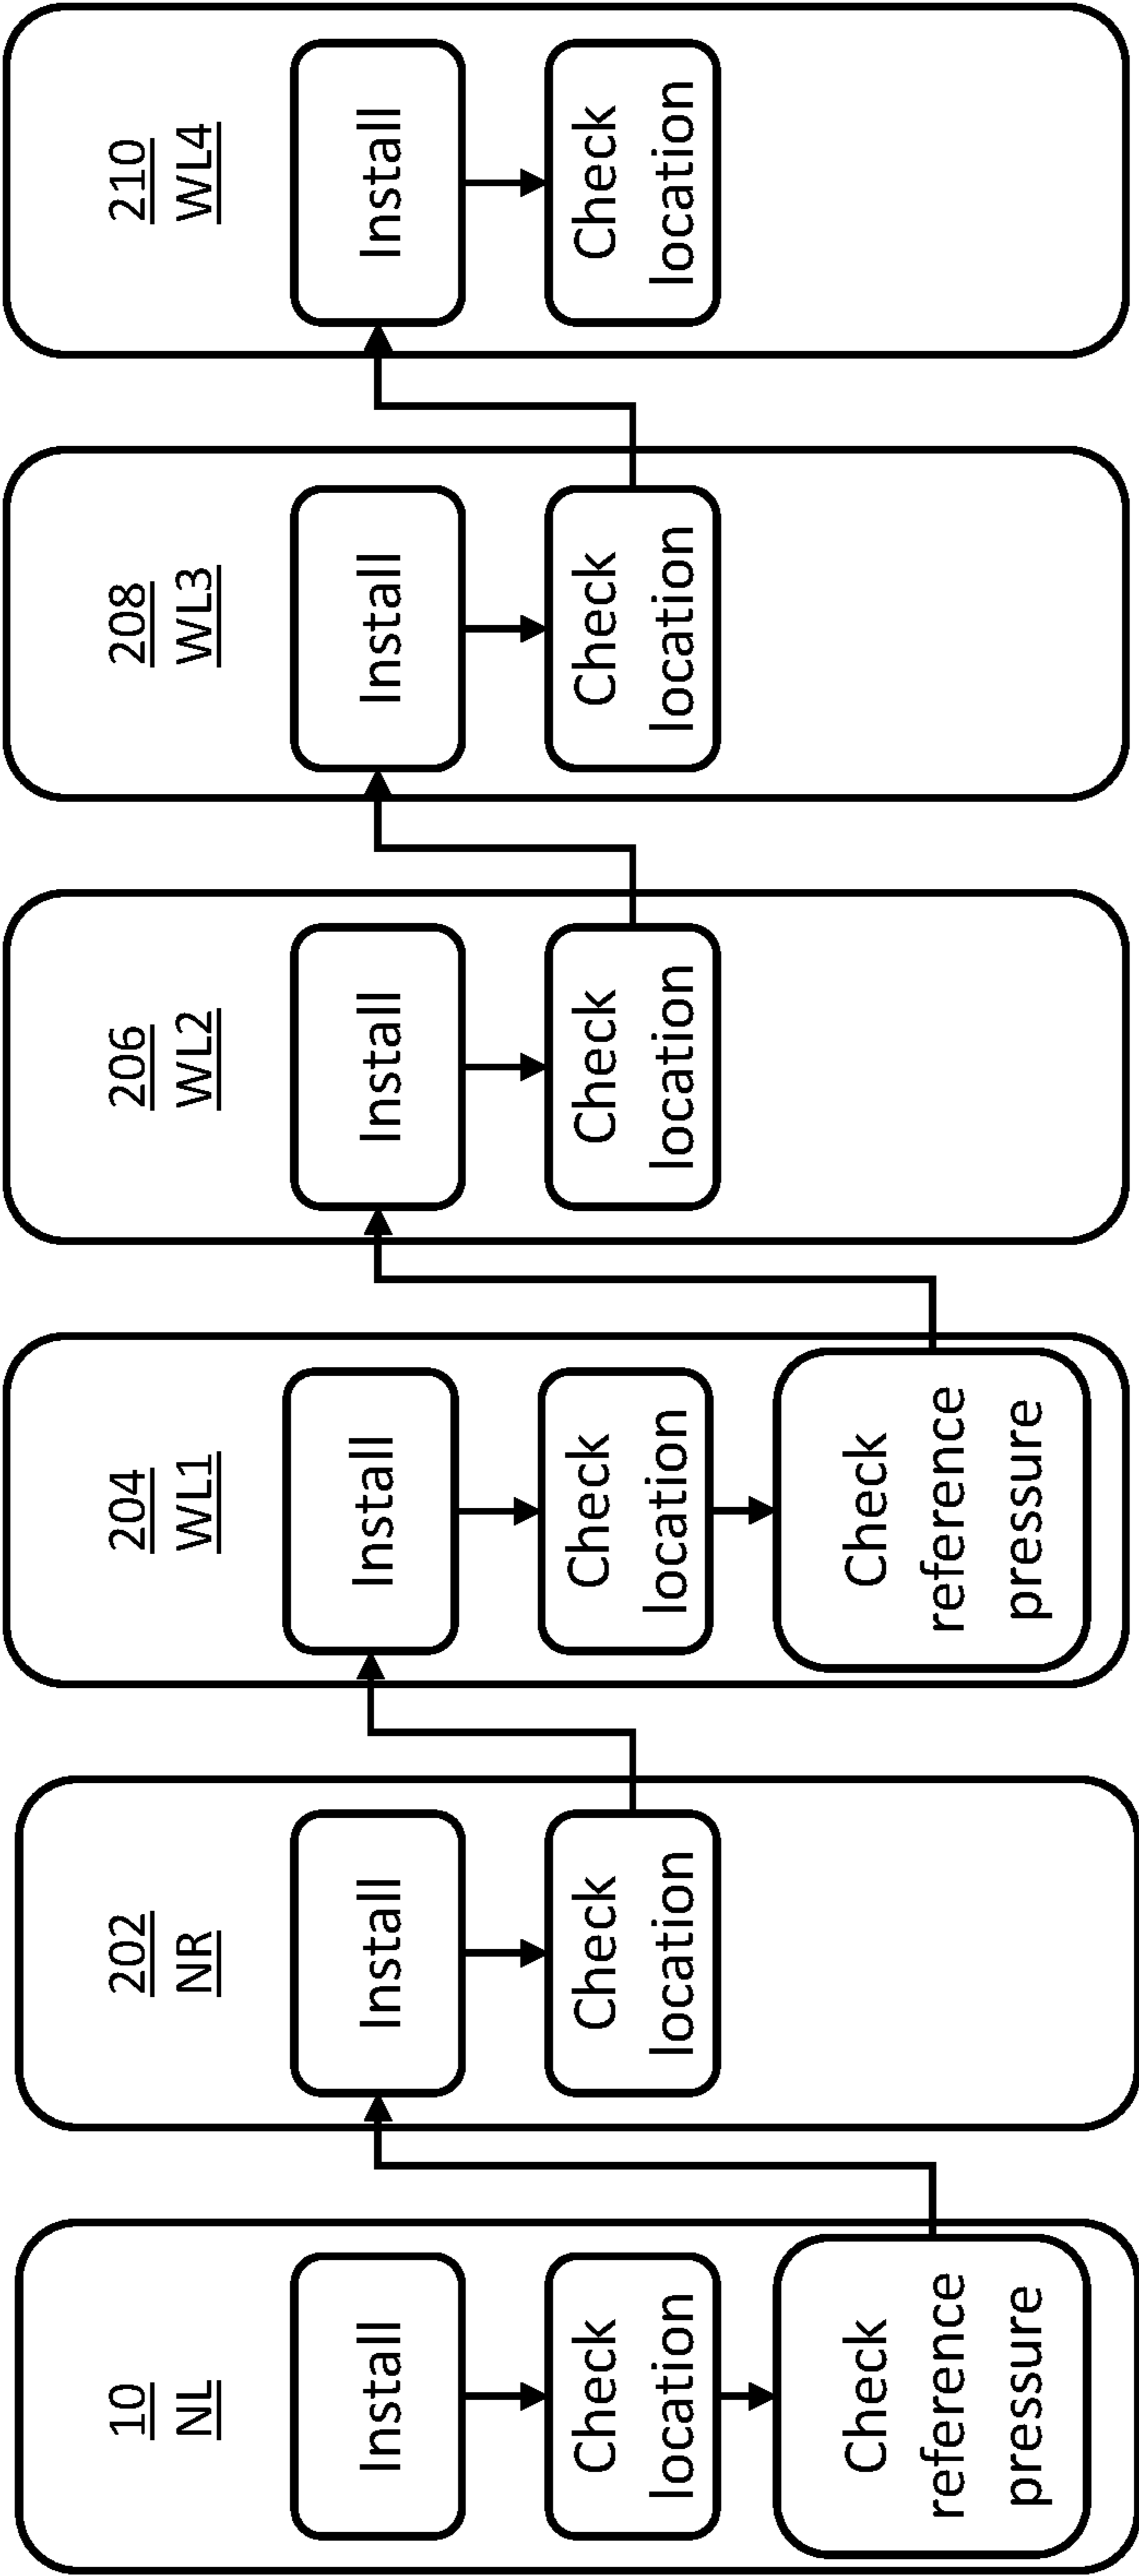 10
NL
Install
Check
location
Check
reference
pressure
202
NR
Install
Check
location
204
WL1
Install
Check
location
Check
reference
pressure
206
WL2
Install
Check
location
208
WL3
Install
Check
location
210
WL4
Install
Check
location